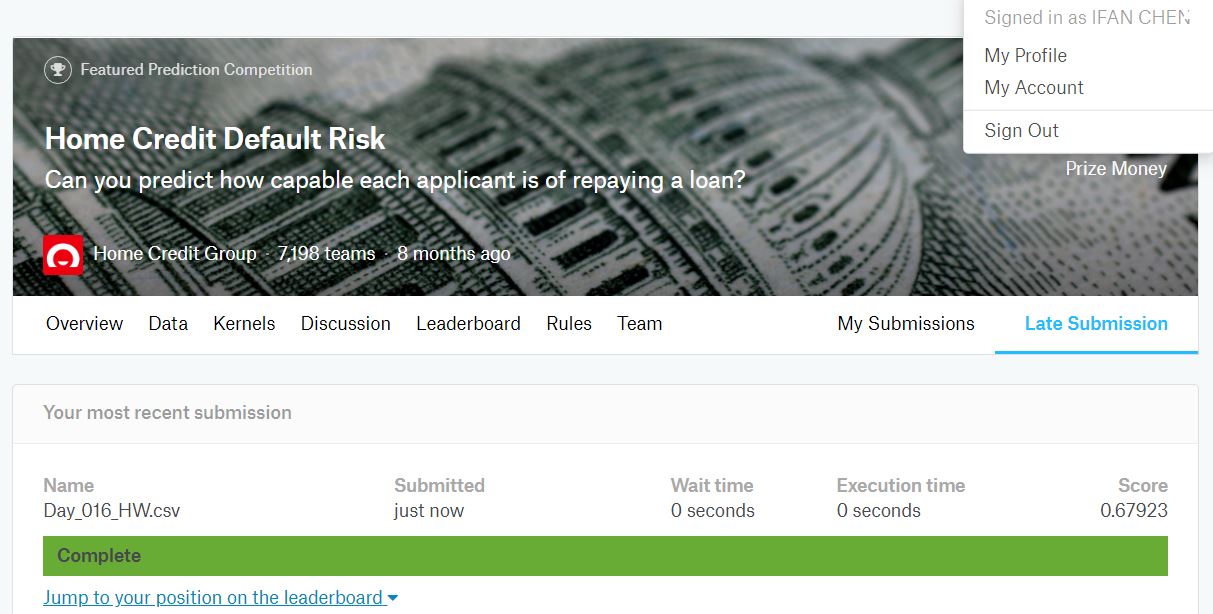 Signed in as IFAN CHEN
My Profile
My Account
Sign Out
Featured Prediction Competition
Home Credit Default Risk
Can you predict how capable each applicant is of repaying a loan?
Prize Money
Home Credit Group · 7,198 teams · 8 months ago
Overview Data Kernels Discussion Leaderboard Rules Team My Submissions Late Submission
Your most recent submission
Name Submitted Wait time Execution time Score
Day_016_HW.csv just now 0 seconds 0 seconds 0.67923
Complete
Jump to your position on the leaderboard